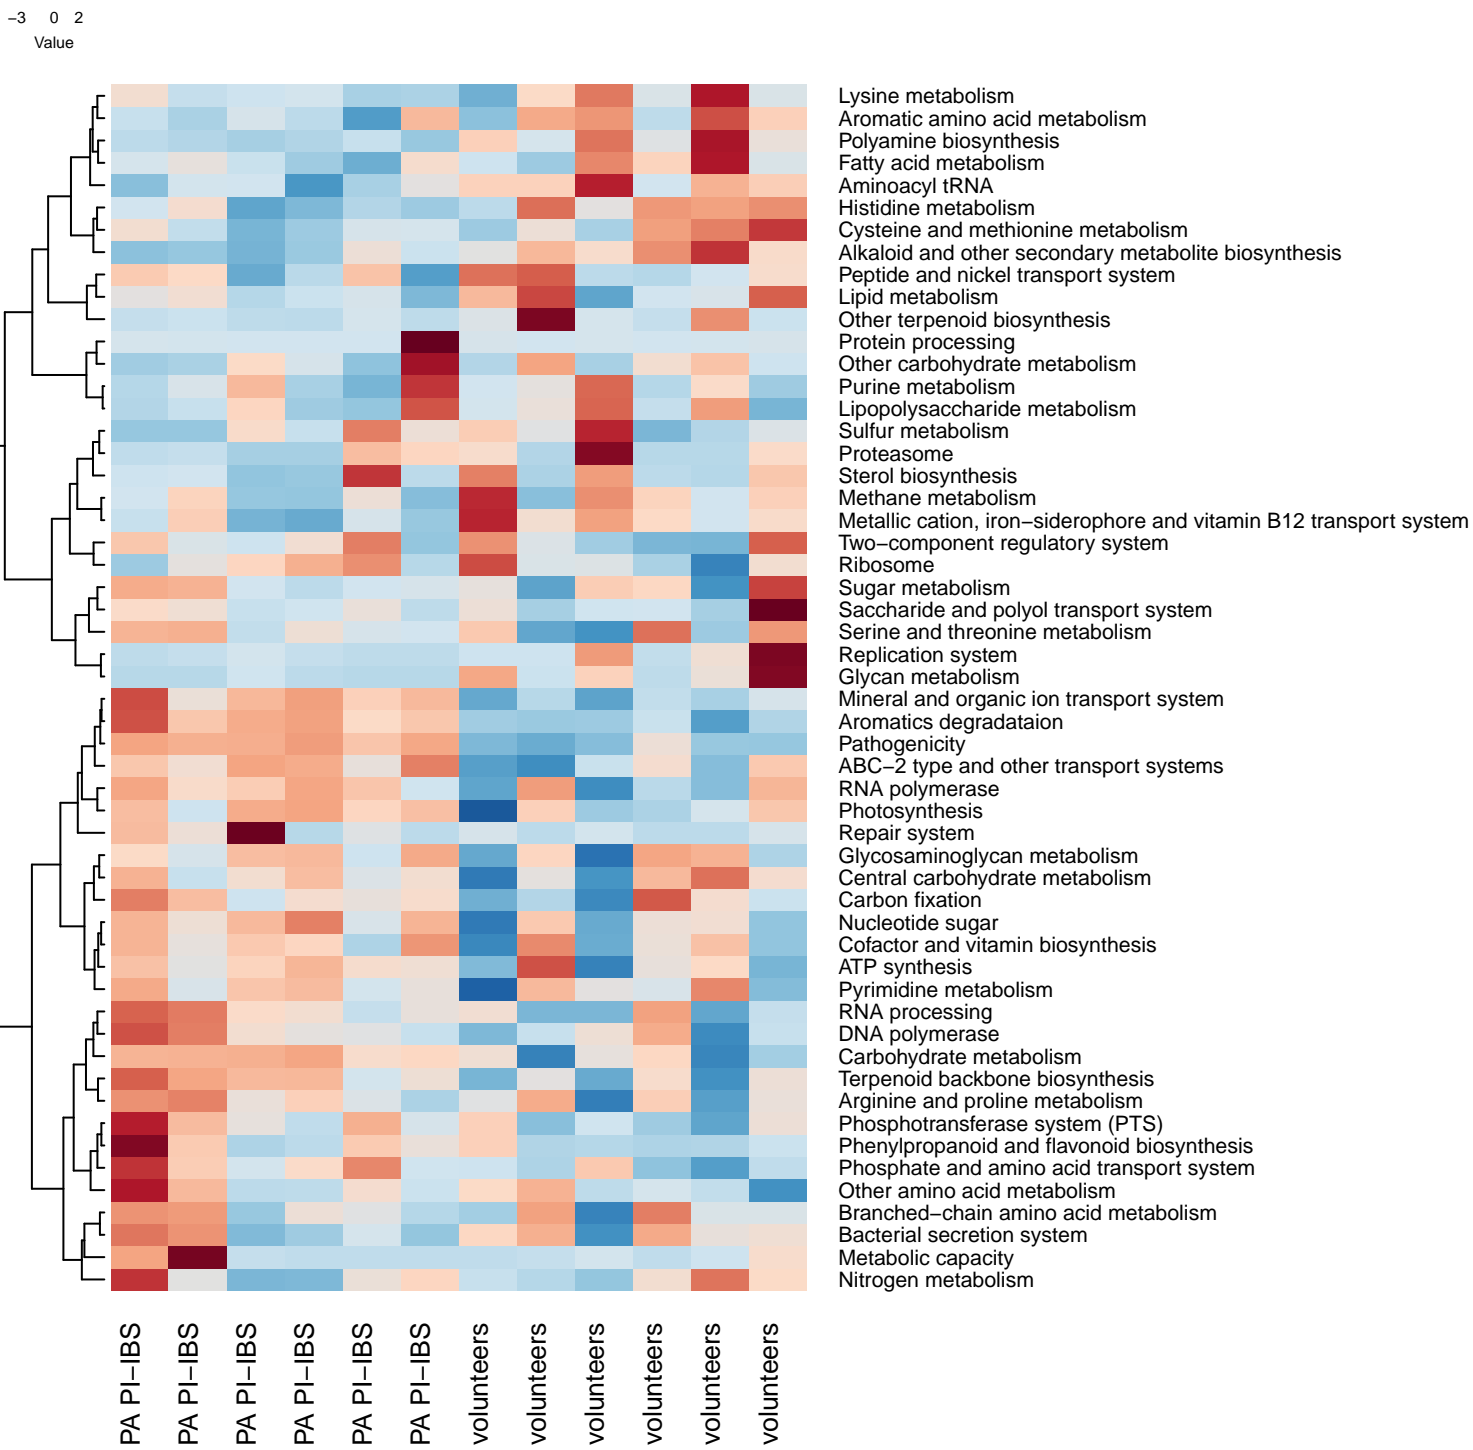 −3 0 2
Value
Lysine metabolism
Aromatic amino acid metabolism
Polyamine biosynthesis
Fatty acid metabolism
Aminoacyl tRNA
Histidine metabolism
Cysteine and methionine metabolism
Alkaloid and other secondary metabolite biosynthesis
Peptide and nickel transport system
Lipid metabolism
Other terpenoid biosynthesis
Protein processing
Other carbohydrate metabolism
Purine metabolism
Lipopolysaccharide metabolism
Sulfur metabolism
Proteasome
Sterol biosynthesis
Methane metabolism
Metallic cation, iron−siderophore and vitamin B12 transport system
Two−component regulatory system
Ribosome
Sugar metabolism
Saccharide and polyol transport system
Serine and threonine metabolism
Replication system
Glycan metabolism
Mineral and organic ion transport system
Aromatics degradataion
Pathogenicity
ABC−2 type and other transport systems
RNA polymerase
Photosynthesis
Repair system
Glycosaminoglycan metabolism
Central carbohydrate metabolism
Carbon fixation
Nucleotide sugar
Cofactor and vitamin biosynthesis
ATP synthesis
Pyrimidine metabolism
RNA processing
DNA polymerase
Carbohydrate metabolism
Terpenoid backbone biosynthesis
Arginine and proline metabolism
Phosphotransferase system (PTS)
Phenylpropanoid and flavonoid biosynthesis
Phosphate and amino acid transport system
Other amino acid metabolism
Branched−chain amino acid metabolism
Bacterial secretion system
Metabolic capacity
Nitrogen metabolism
PA PI−IBS
PA PI−IBS
PA PI−IBS
PA PI−IBS
PA PI−IBS
PA PI−IBS
volunteers
volunteers
volunteers
volunteers
volunteers
volunteers